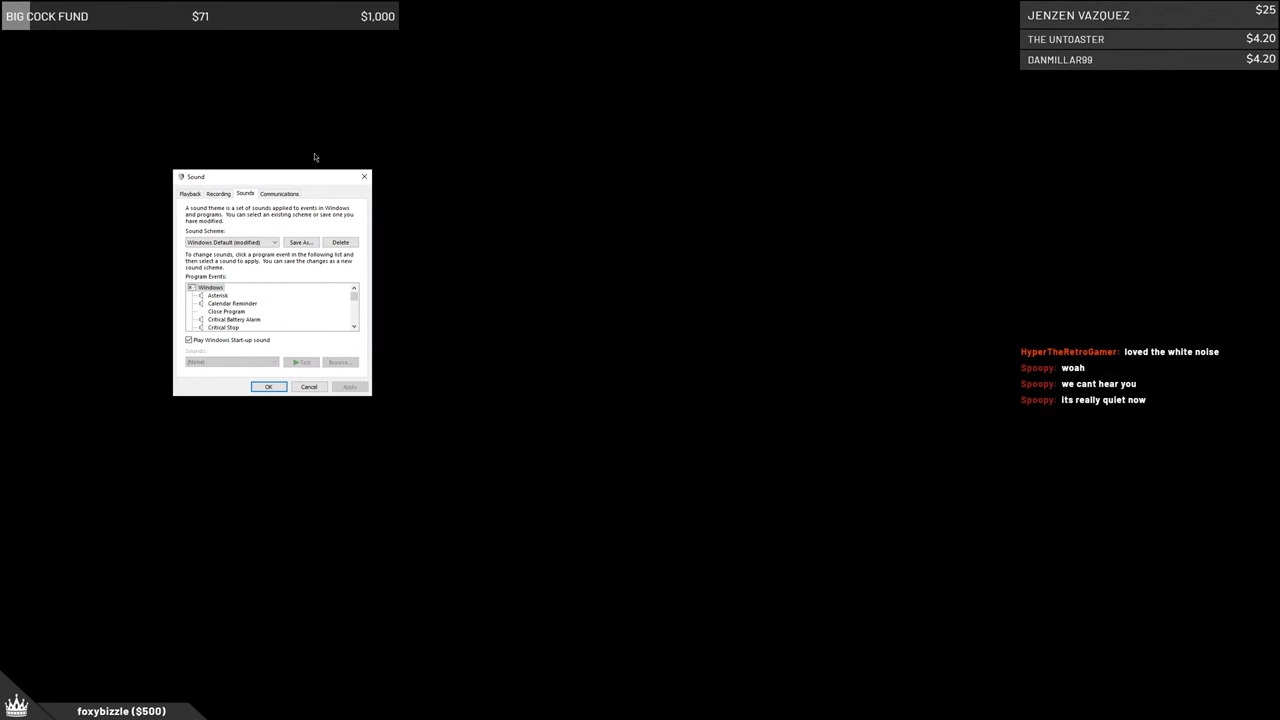 BIG COCK FUND $71 $1,000
JENZEN VAZQUEZ $25
THE UNTOASTER $4.20
DANMILLAR99 $4.20
Sound
Playback Recording Sounds Communications
A sound theme is a set of sounds applied to events in Windows
and programs. You can select an existing scheme or save one you
have modified.
Sound Scheme:
Windows Default (modified) Save As... Delete
To change sounds, click a program event in the following list and
then select a sound to apply. You can save the changes as a new
sound scheme.
Program Events:
Windows
Asterisk
Calendar Reminder
Close Program
Critical Battery Alarm
Critical Stop
Play Windows Start-up sound
Sounds:
(None) Test Browse...
OK Cancel Apply
HyperTheRetroGamer: loved the white noise
Spoopy: woah
Spoopy: we cant hear you
Spoopy: its really quiet now
foxybizzle ($500)